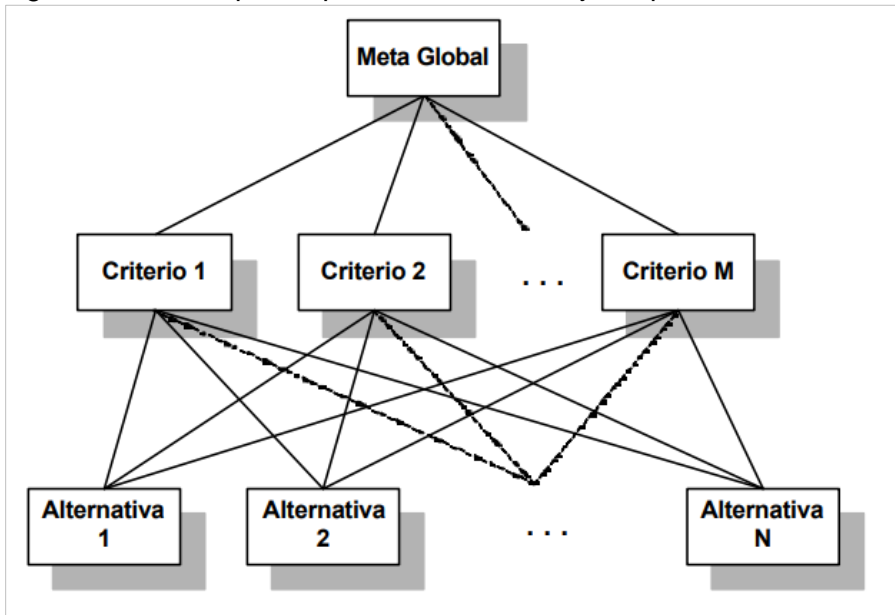 Meta Global
Criterio 1
Criterio 2
. . .
Criterio M
Alternativa
1
Alternativa
2
. . .
Alternativa
N